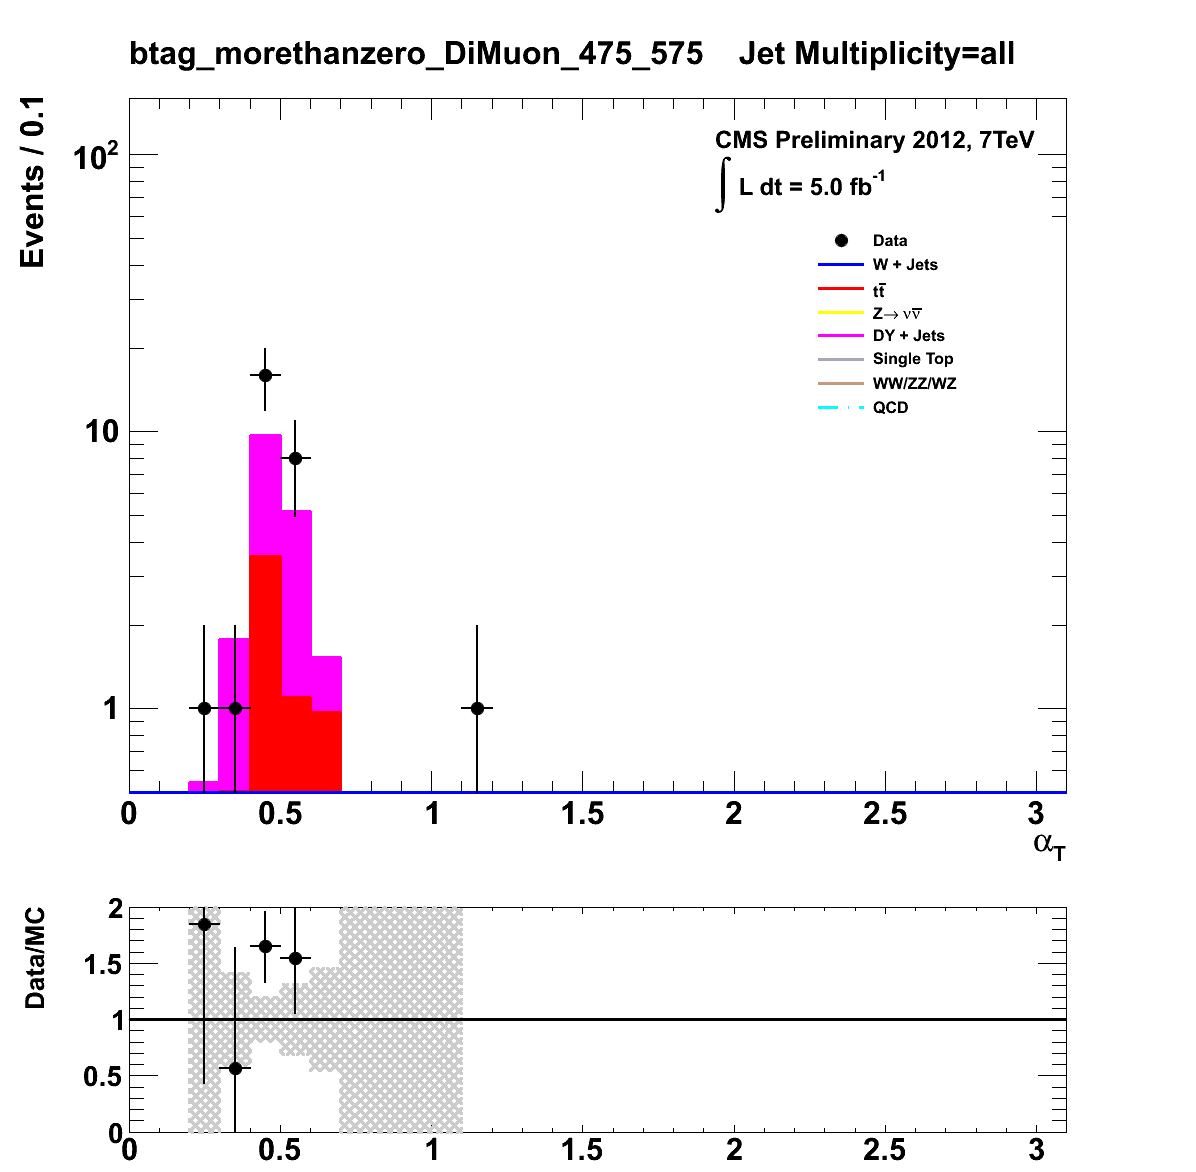 btag_morethanzero_DiMuon_475_575 Jet Multiplicity=all
Events / 0.1
10²
10
1
CMS Preliminary 2012, 7TeV
∫ L dt = 5.0 fb⁻¹
Data
W + Jets
tt̅
Z→ νν̅
DY + Jets
Single Top
WW/ZZ/WZ
QCD
0 0.5 1 1.5 2 2.5 3
α_T
Data/MC
2
1.5
1
0.5
0
0 0.5 1 1.5 2 2.5 3